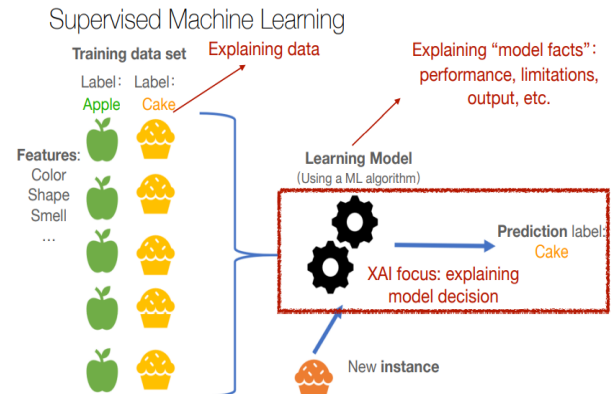 Supervised Machine Learning
Training data set
Explaining data
Label:
Apple
Label:
Cake
Features:
Color
Shape
Smell
...
Explaining “model facts”:
performance, limitations,
output, etc.
Learning Model
(Using a ML algorithm)
Prediction label:
Cake
XAI focus: explaining
model decision
New instance